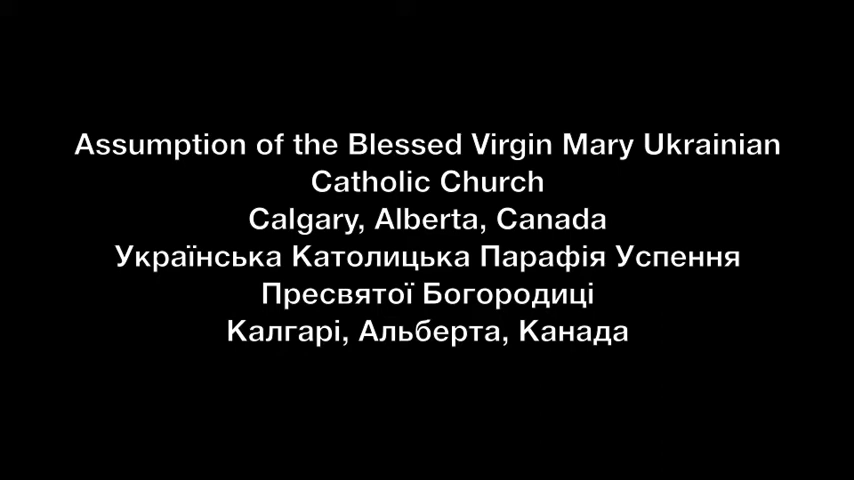 Assumption of the Blessed Virgin Mary Ukrainian
Catholic Church
Calgary, Alberta, Canada
Українська Католицька Парафія Успення
Пресвятої Богородиці
Калгарі, Альберта, Канада